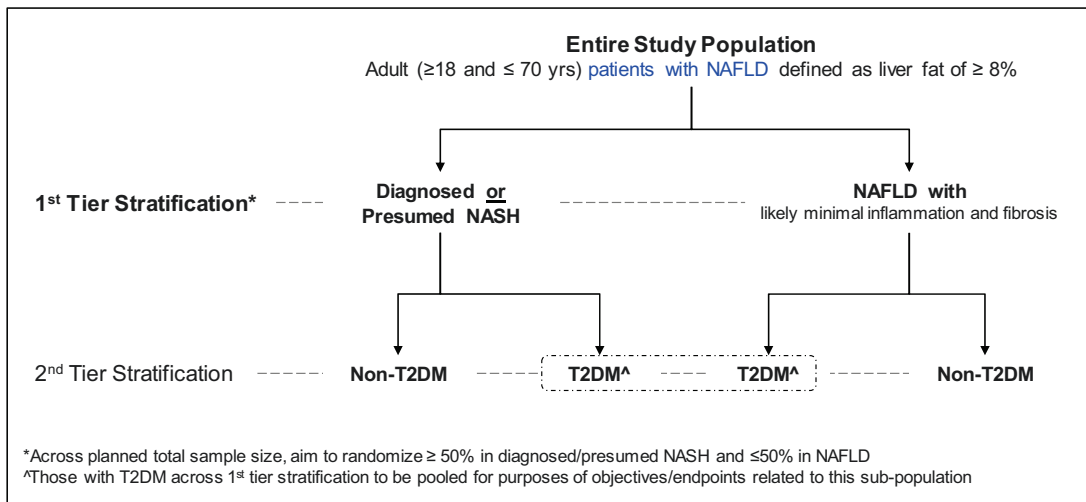 Entire Study Population
Adult (≥18 and ≤ 70 yrs) patients with NAFLD defined as liver fat of ≥ 8%
1st Tier Stratification*
Diagnosed or
Presumed NASH
NAFLD with
likely minimal inflammation and fibrosis
2nd Tier Stratification
Non-T2DM
T2DM^
T2DM^
Non-T2DM
*Across planned total sample size, aim to randomize ≥ 50% in diagnosed/presumed NASH and ≤50% in NAFLD
^Those with T2DM across 1st tier stratification to be pooled for purposes of objectives/endpoints related to this sub-population